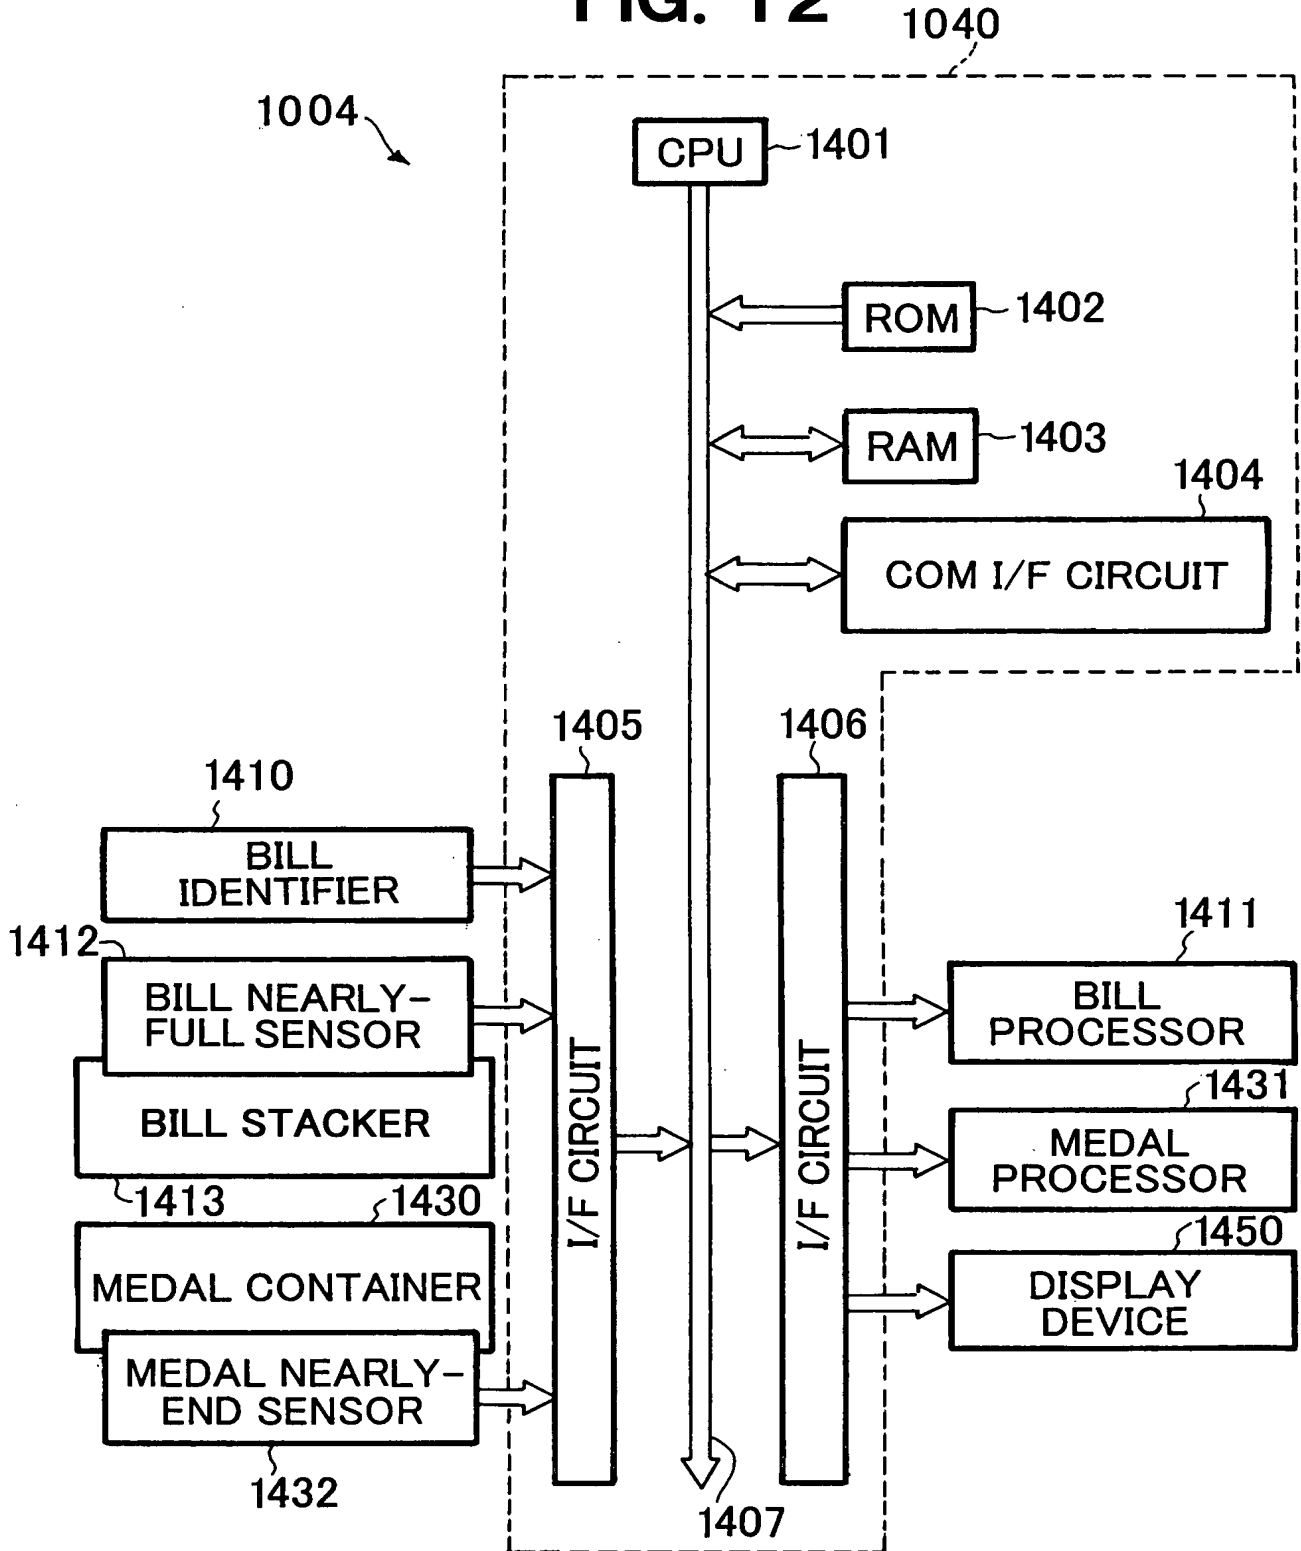 FIG. 12
1040
1004
CPU
1401
ROM
1402
RAM
1403
1404
COM I/F CIRCUIT
1405
1406
1410
BILL
IDENTIFIER
1412
BILL NEARLY-
FULL SENSOR
BILL STACKER
1413
1430
MEDAL CONTAINER
MEDAL NEARLY-
END SENSOR
1432
I/F CIRCUIT
I/F CIRCUIT
1407
1411
BILL
PROCESSOR
1431
MEDAL
PROCESSOR
1450
DISPLAY
DEVICE